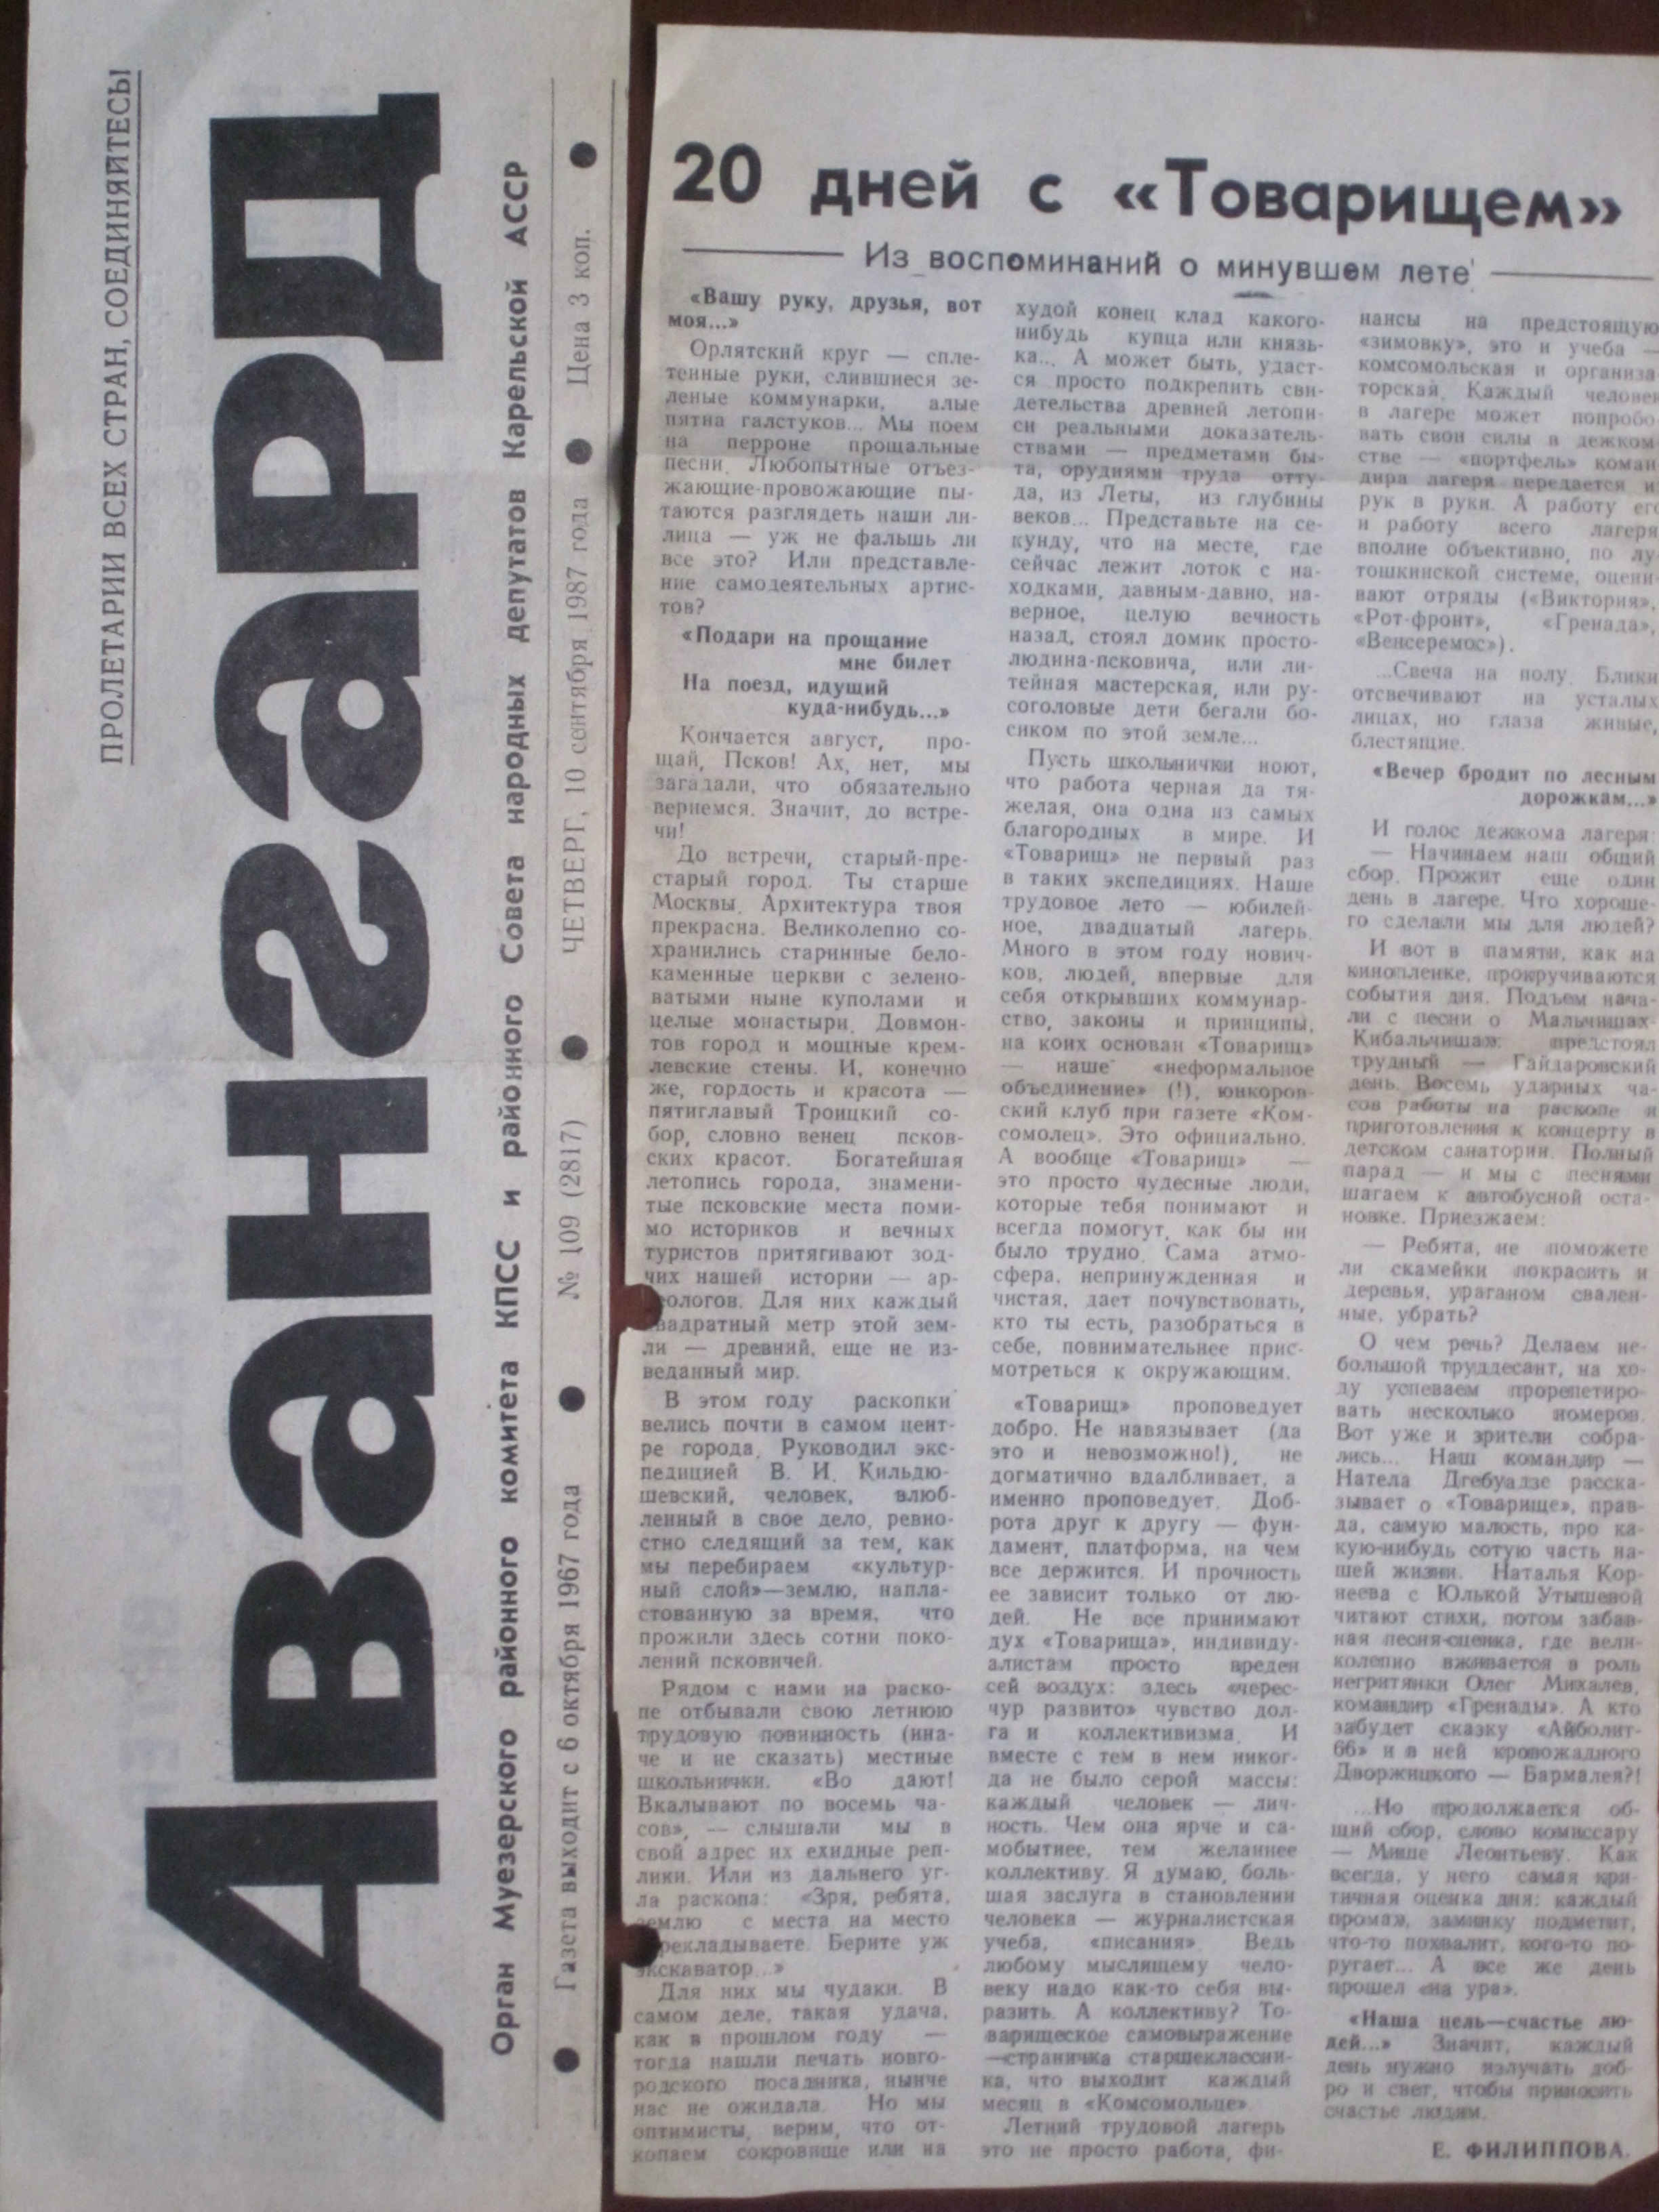 ПРОЛЕТАРИИ ВСЕХ СТРАН, СОЕДИНЯЙТЕСЬ!
Авангард
Орган Муезерского районного комитета КПСС и районного Совета народных депутатов Карельской АССР
● Газета выходит с 6 октября 1967 года ● № 109 (2817) ● ЧЕТВЕРГ, 10 сентября 1987 года ● Цена 3 коп. ●
20 дней с «Товарищем»
Из воспоминаний о минувшем лете
«Вашу руку, друзья, вот
моя...»
Орлятский круг — спле-
тенные руки, слившиеся зе-
леные коммунарки, алые
пятна галстуков... Мы поем
на перроне прощальные
песни. Любопытные отъез-
жающие-провожающие пы-
таются разглядеть наши ли-
лица — уж не фальшь ли
все это? Или представле-
ние самодеятельных артис-
тов?
«Подари на прощание
мне билет
На поезд, идущий
куда-нибудь...»
Кончается август, про-
щай, Псков! Ах, нет, мы
загадали, что обязательно
вернемся. Значит, до встре-
чи!
До встречи, старый-пре-
старый город. Ты старше
Москвы. Архитектура твоя
прекрасна. Великолепно со-
хранились старинные бело-
каменные церкви с зелено-
ватыми ныне куполами и
целые монастыри. Довмон-
тов город и мощные крем-
левские стены. И, конечно
же, гордость и красота —
пятиглавый Троицкий со-
бор, словно венец псков-
ских красот. Богатейшая
летопись города, знамени-
тые псковские места поми-
мо историков и вечных
туристов притягивают зод-
чих нашей истории — ар-
еологов. Для них каждый
вадратный метр этой зем-
ли — древний, еще не из-
веданный мир.
В этом году раскопки
велись почти в самом цент-
ре города. Руководил экс-
педицией В. И. Кильдю-
шевский, человек, влюб-
ленный в свое дело, ревно-
стно следящий за тем, как
мы перебираем «культур-
ный слой»—землю, напла-
стованную за время, что
прожили здесь сотни поко-
лений псковичей.
Рядом с нами на раско-
пе отбывали свою летнюю
трудовую повинность (ина-
че и не сказать) местные
школьнички. «Во дают!
Вкалывают по восемь ча-
сов», — слышали мы в
свой адрес их ехидные реп-
лики. Или из дальнего уг-
ла раскопа: «Зря, ребята,
землю с места на место
рекладываете. Берите уж
экскаватор...»
Для них мы чудаки. В
самом деле, такая удача,
как в прошлом году —
тогда нашли печать новго-
родского посадника, нынче
нас не ожидала. Но мы
оптимисты, верим, что от-
копаем сокровище или на
худой конец клад какого-
нибудь купца или князь-
ка... А может быть, удаст-
ся просто подкрепить сви-
детельства древней летопи-
си реальными доказатель-
ствами — предметами бы-
та, орудиями труда отту-
да, из Леты, из глубины
веков... Представьте на се-
кунду, что на месте, где
сейчас лежит лоток с на-
ходками, давным-давно, на-
верное, целую вечность
назад, стоял домик просто-
людина-псковича, или ли-
тейная мастерская, или ру-
соголовые дети бегали бо-
сиком по этой земле...
Пусть школьнички ноют,
что работа черная да тя-
желая, она одна из самых
благородных в мире. И
«Товарищ» не первый раз
в таких экспедициях. Наше
трудовое лето — юбилей-
ное, двадцатый лагерь.
Много в этом году нович-
ков, людей, впервые для
себя открывших коммунар-
ство, законы и принципы,
на коих основан «Товарищ»
— наше «неформальное
объединение» (!), юнкоров-
ский клуб при газете «Ком-
сомолец». Это официально.
А вообще «Товарищ» —
это просто чудесные люди,
которые тебя понимают и
всегда помогут, как бы ни
было трудно. Сама атмо-
сфера, непринужденная и
чистая, дает почувствовать,
кто ты есть, разобраться в
себе, повнимательнее прис-
мотреться к окружающим.
«Товарищ» проповедует
добро. Не навязывает (да
это и невозможно!), не
догматично вдалбливает, а
именно проповедует. Доб-
рота друг к другу — фун-
дамент, платформа, на чем
все держится. И прочность
ее зависит только от лю-
дей. Не все принимают
дух «Товарища», индивиду-
алистам просто вреден
сей воздух: здесь «черес-
чур развито» чувство дол-
га и коллективизма. И
вместе с тем в нем никог-
да не было серой массы:
каждый человек — лич-
ность. Чем она ярче и са-
мобытнее, тем желаннее
коллективу. Я думаю, боль-
шая заслуга в становлении
человека — журналистская
учеба, «писания». Ведь
любому мыслящему чело-
веку надо как-то себя вы-
разить. А коллективу? То-
варищеское самовыражение
—страничка старшеклассни-
ка, что выходит каждый
месяц в «Комсомольце».
Летний трудовой лагерь
это не просто работа, фи-
нансы на предстоящую
«зимовку», это и учеба —
комсомольская и организа-
торская. Каждый человек
в лагере может попробо-
вать свои силы в дежком-
стве — «портфель» коман-
дира лагеря передается из
рук в руки. А работу его
и работу всего лагеря
вполне объективно, по лу-
тошкинской системе, оцени-
вают отряды («Виктория»,
«Рот-фронт», «Гренада»,
«Венсеремос»).
...Свеча на полу. Блики
отсвечивают на усталых
лицах, но глаза живые,
блестящие.
«Вечер бродит по лесным
дорожкам...»
И голос дежкома лагеря:
— Начинаем наш общий
сбор. Прожит еще один
день в лагере. Что хороше-
го сделали мы для людей?
И вот в памяти, как на
кинопленке, прокручиваются
события дня. Подъем нача-
ли с песни о Мальчишах-
Кибальчишах: предстоял
трудный — Гайдаровский
день. Восемь ударных ча-
сов работы на раскопе и
приготовления к концерту в
детском санатории. Полный
парад — и мы с песнями
шагаем к автобусной оста-
новке. Приезжаем:
— Ребята, не поможете
ли скамейки покрасить и
деревья, ураганом свален-
ные, убрать?
О чем речь? Делаем не-
большой труддесант, на хо-
ду успеваем прорепетиро-
вать несколько номеров.
Вот уже и зрители собра-
лись... Наш командир —
Натела Дгебуадзе расска-
зывает о «Товарище», прав-
да, самую малость, про ка-
кую-нибудь сотую часть на-
шей жизни. Наталья Кор-
неева с Юлькой Утышевой
читают стихи, потом забав-
ная песня-сценка, где вели-
колепно вживается в роль
негритянки Олег Михалев,
командир «Гренады». А кто
забудет сказку «Айболит-
66» и в ней кровожадного
Дворжицкого — Бармалея?!
...Но продолжается об-
щий сбор, слово комиссару
— Мише Леонтьеву. Как
всегда, у него самая кри-
тичная оценка дня: каждый
промах, заминку подметит,
что-то похвалит, кого-то по-
ругает... А все же день
прошел «на ура».
«Наша цель—счастье лю-
дей...» Значит, каждый
день нужно излучать доб-
ро и свет, чтобы приносить
счастье людям.
Е. ФИЛИППОВА.